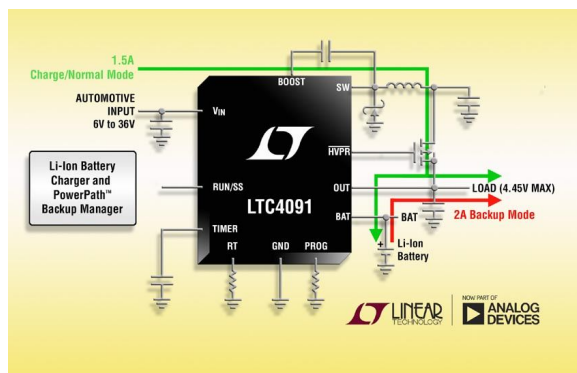 1.5A
Charge/Normal Mode
BOOST
SW
AUTOMOTIVE
INPUT
6V to 36V
VIN
Li-Ion Battery
Charger and
PowerPath™
Backup Manager
HVPR
RUN/SS
OUT
LOAD (4.45V MAX)
LTC4091
TIMER
BAT
BAT
2A Backup Mode
+
Li-Ion
Battery
RT
GND
PROG
LINEAR
TECHNOLOGY
NOW PART OF
ANALOG
DEVICES